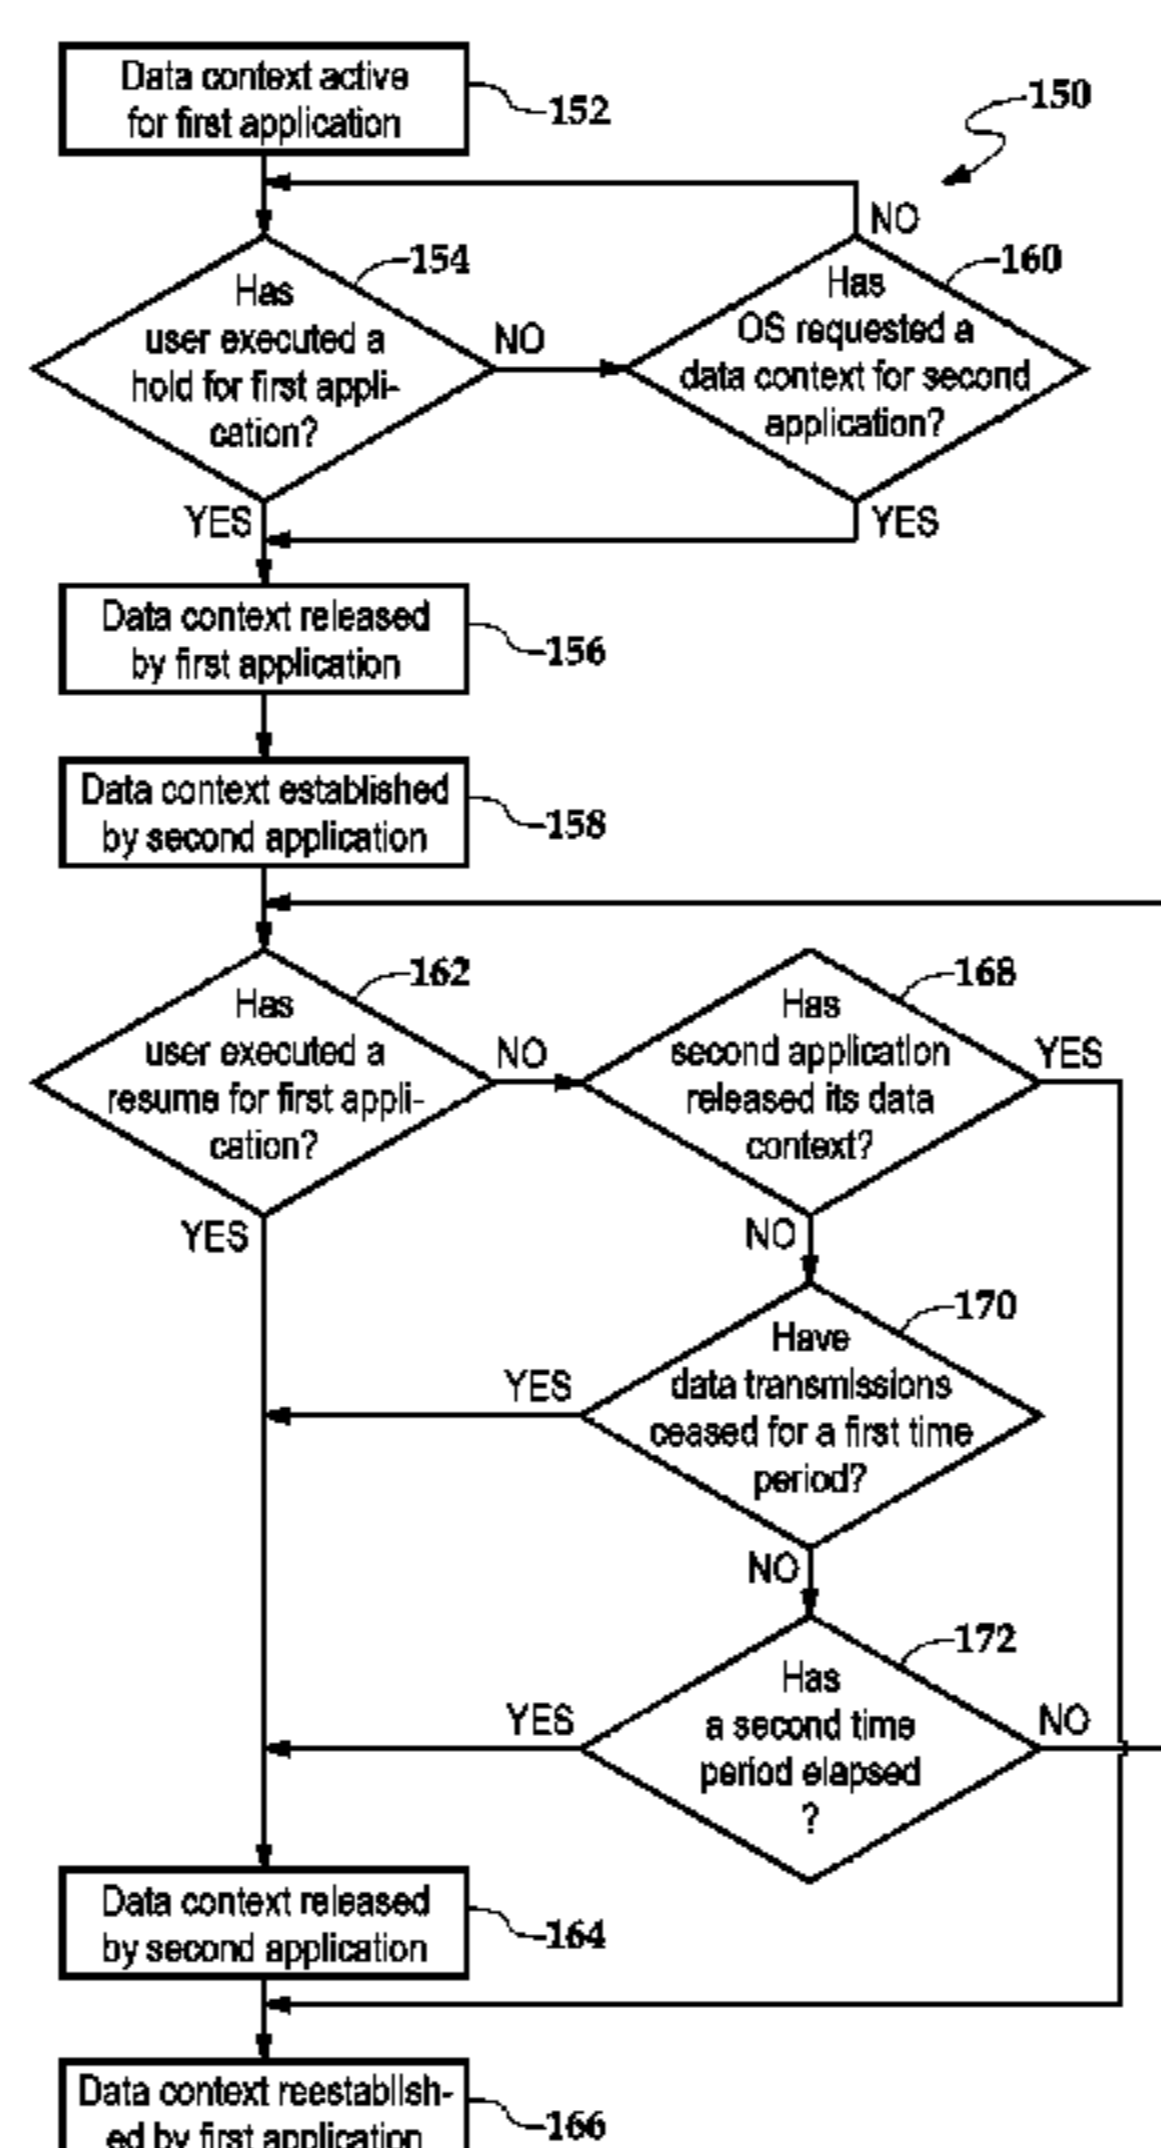 Data context active
for first application
152
150
NO
154
Has
user executed a
hold for first appli-
cation?
NO
160
Has
OS requested a
data context for second
application?
YES
YES
Data context released
by first application
156
Data context established
by second application
158
162
Has
user executed a
resume for first appli-
cation?
NO
168
Has
second application
released its data
context?
YES
YES
NO
170
Have
data transmissions
ceased for a first time
period?
YES
NO
172
Has
a second time
period elapsed
?
YES
NO
Data context released
by second application
164
Data context reestablish-
ed by first application
166